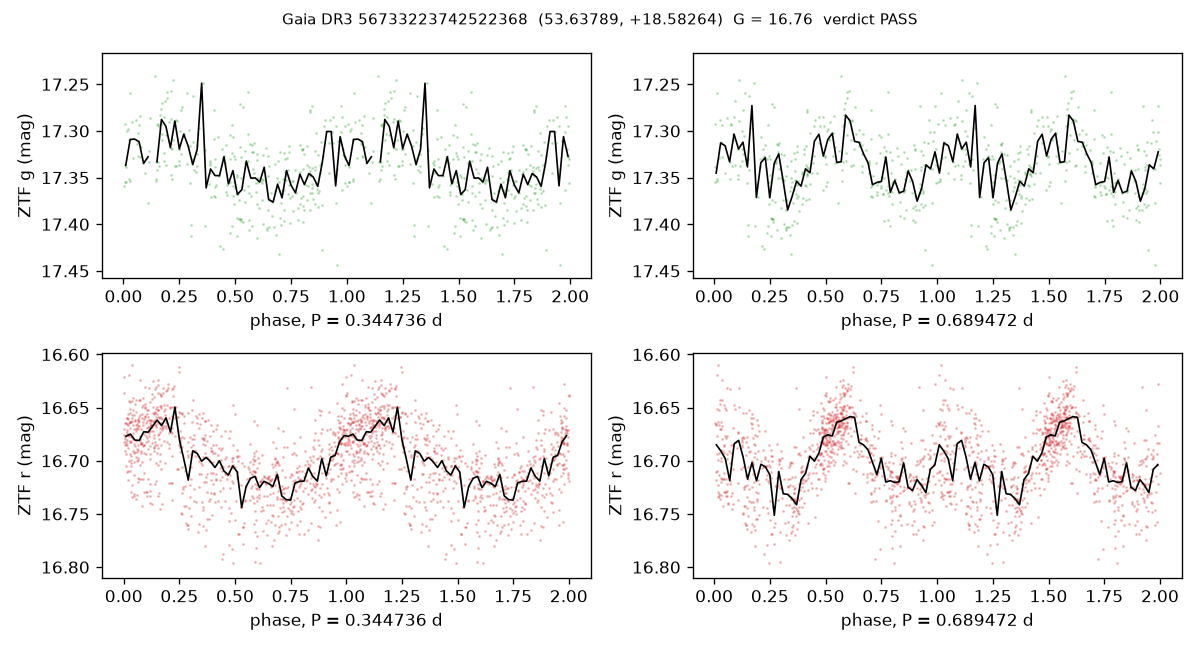 Gaia DR3 56733223742522368 (53.63789, +18.58264) G = 16.76 verdict PASS
ZTF g (mag)
17.25
17.30
17.35
17.40
17.45
0.00 0.25 0.50 0.75 1.00 1.25 1.50 1.75 2.00
phase, P = 0.344736 d
ZTF g (mag)
17.25
17.30
17.35
17.40
17.45
0.00 0.25 0.50 0.75 1.00 1.25 1.50 1.75 2.00
phase, P = 0.689472 d
ZTF r (mag)
16.60
16.65
16.70
16.75
16.80
0.00 0.25 0.50 0.75 1.00 1.25 1.50 1.75 2.00
phase, P = 0.344736 d
ZTF r (mag)
16.60
16.65
16.70
16.75
16.80
0.00 0.25 0.50 0.75 1.00 1.25 1.50 1.75 2.00
phase, P = 0.689472 d